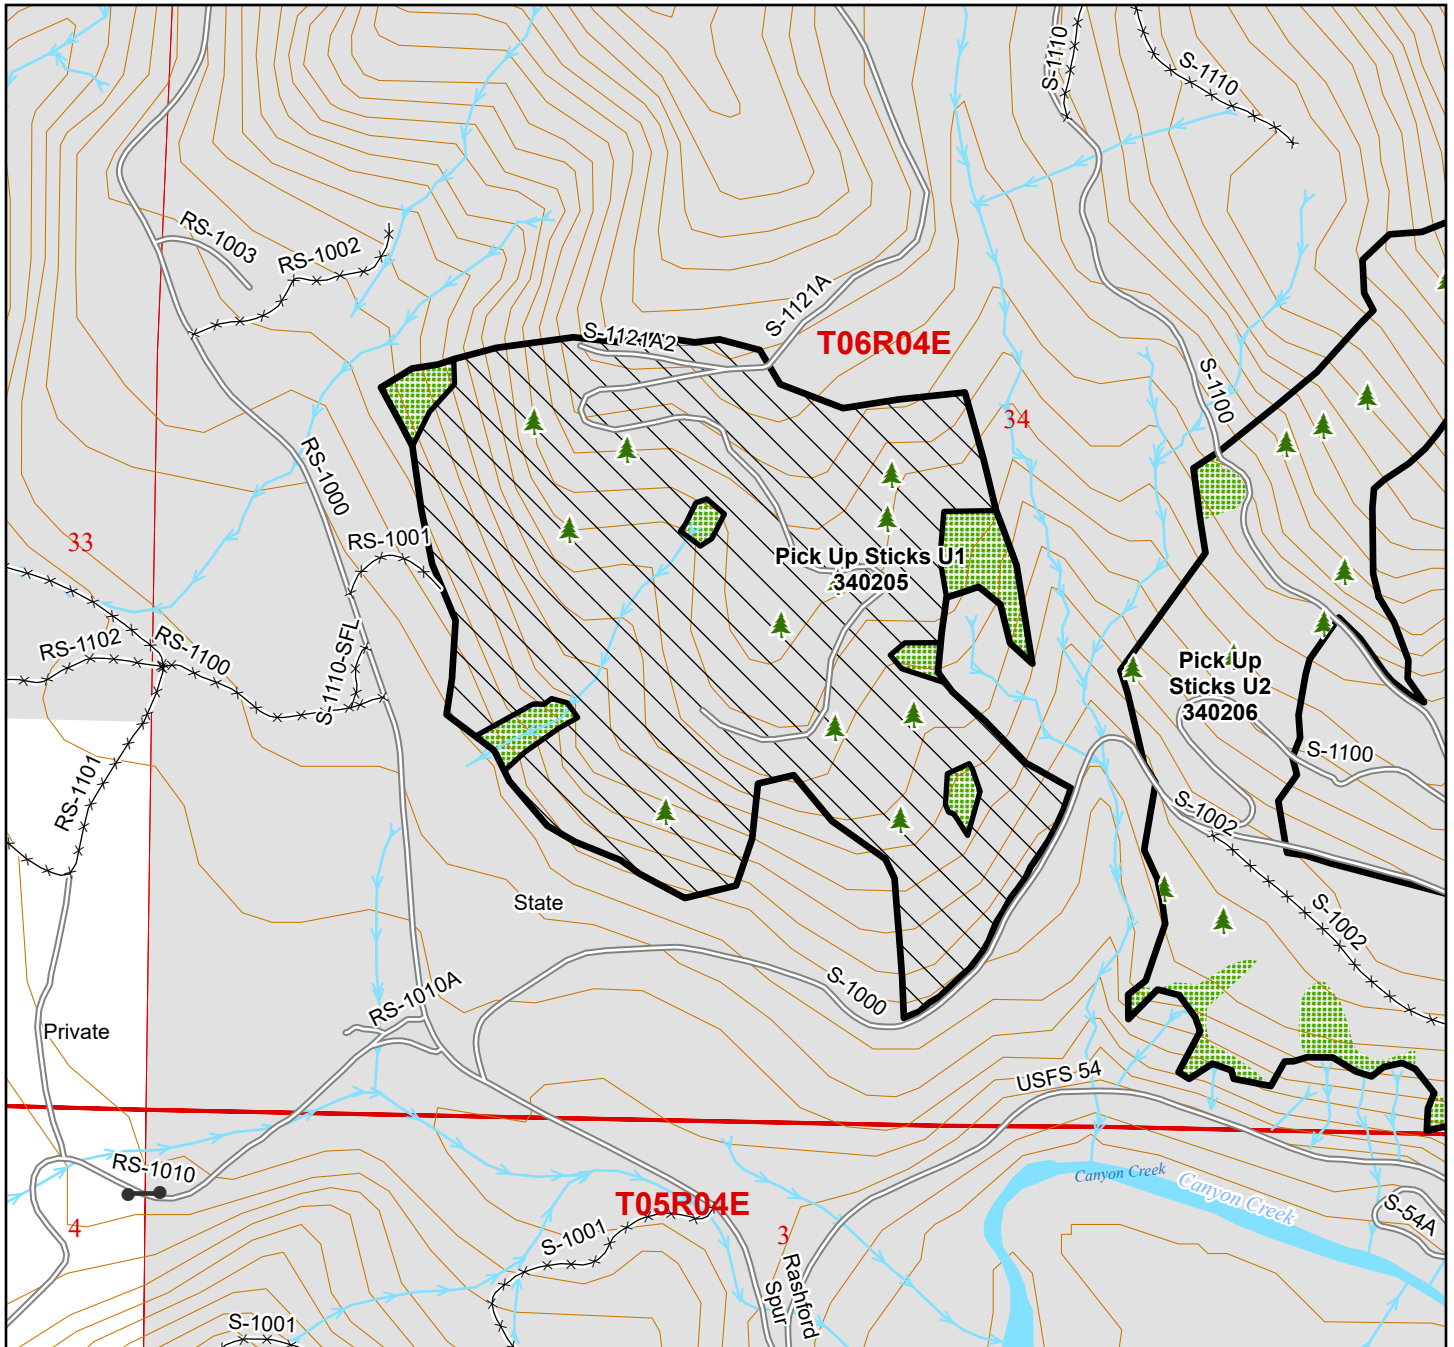 S-1110
S-1110
RS-1003
RS-1002
S-1121A
S-1121A2
T06R04E
S-1100
34
RS-1000
33
RS-1001
Pick Up Sticks U1
340205
RS-1102
RS-1100
S-1110-SFL
Pick Up
Sticks U2
340206
S-1100
RS-1101
S-1002
State
S-1002
RS-1010A
S-1000
Private
USFS 54
RS-1010
Canyon Creek
Canyon Creek
T05R04E
S-54A
4
S-1001
3
Rashford
Spur
S-1001